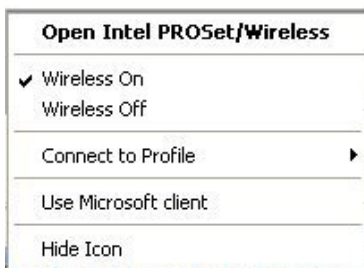 Open Intel PROSet/Wireless
Wireless On
Wireless Off
Connect to Profile
Use Microsoft client
Hide Icon